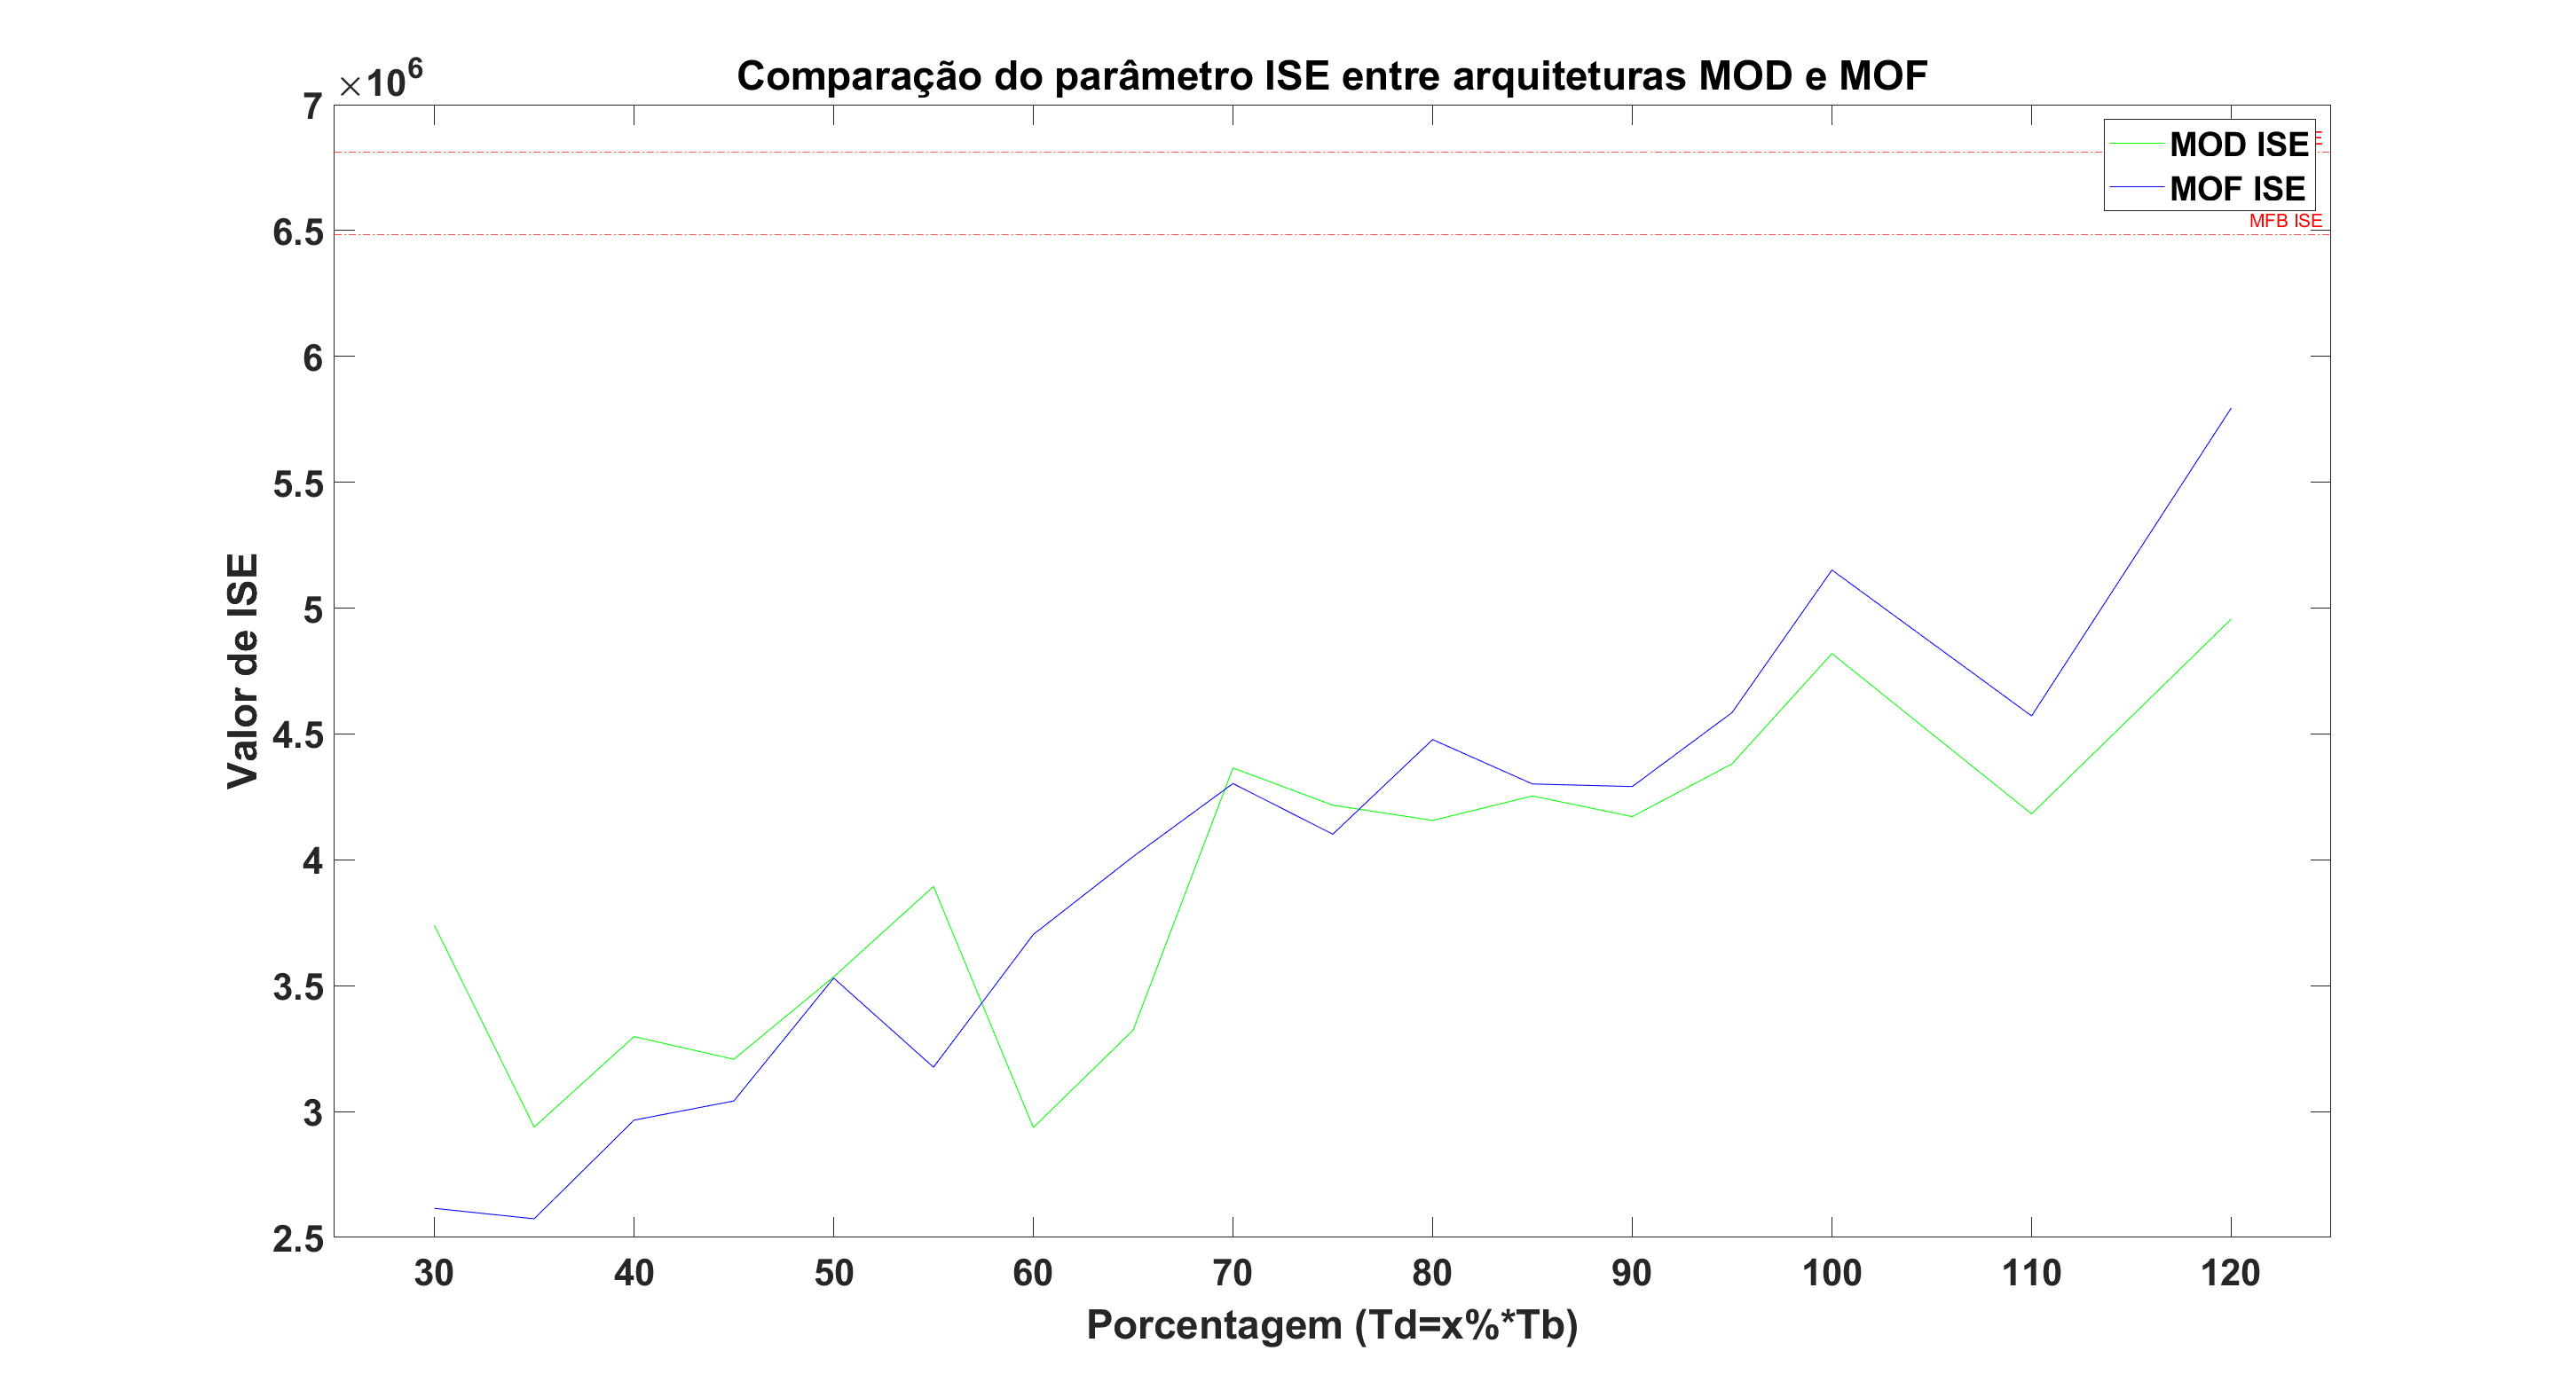 Comparação do parâmetro ISE entre arquiteturas MOD e MOF
×10^6
7
6.5
6
5.5
5
4.5
4
3.5
3
2.5
Valor de ISE
MOD ISE
MOF ISE
MFB ISE
30 40 50 60 70 80 90 100 110 120
Porcentagem (Td=x%*Tb)